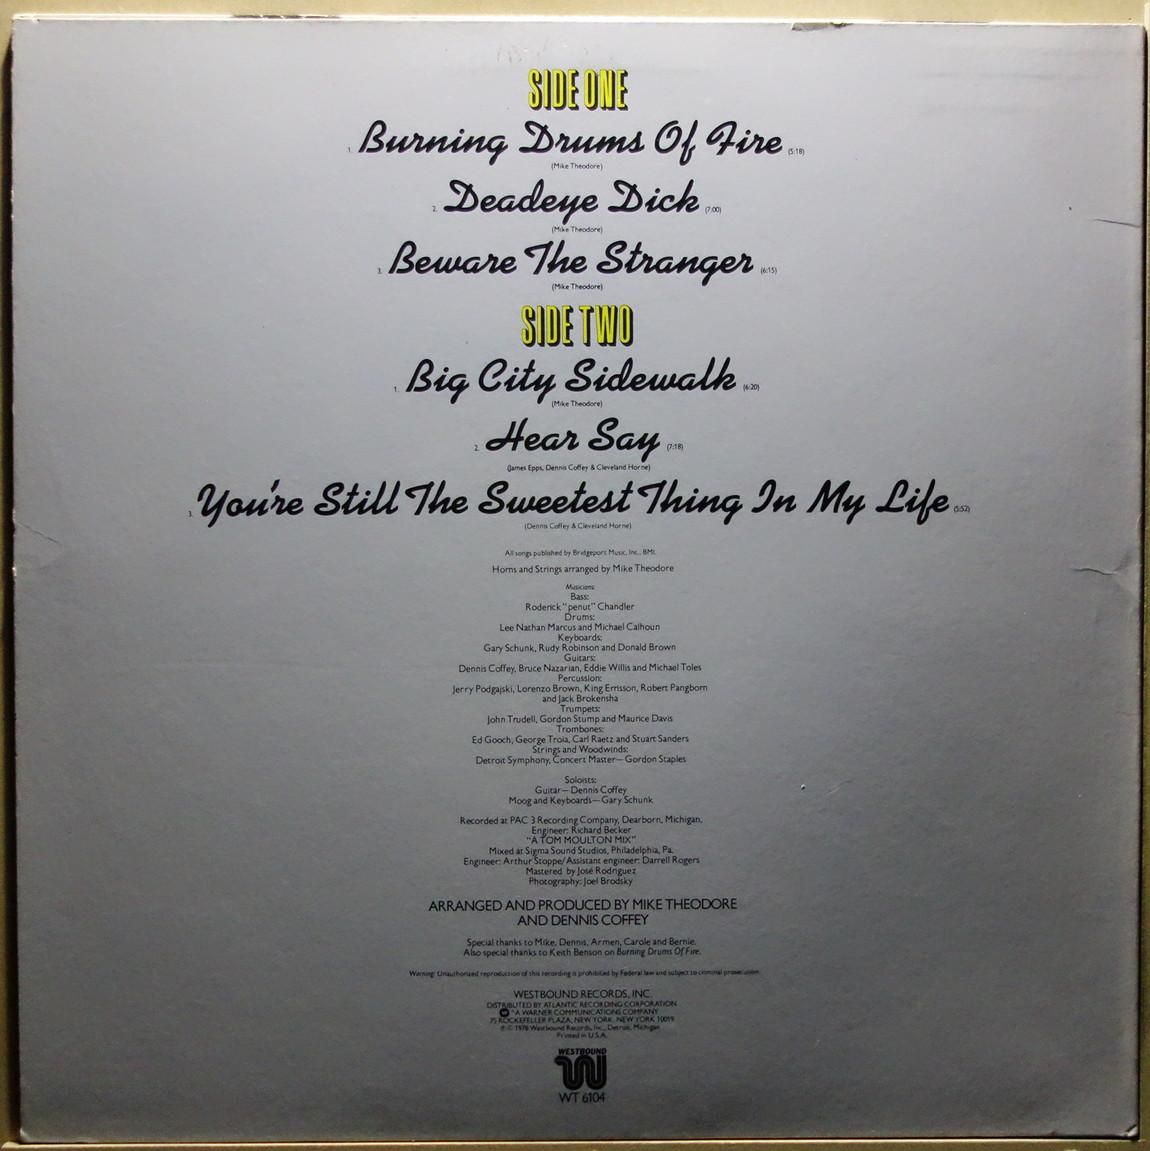 SIDE ONE
1. Burning Drums Of Fire (5:18)
(Mike Theodore)
2. Deadeye Dick (7:00)
(Mike Theodore)
3. Beware The Stranger (6:15)
(Mike Theodore)
SIDE TWO
1. Big City Sidewalk (6:20)
(Mike Theodore)
2. Hear Say (7:18)
(James Epps, Dennis Coffey & Cleveland Horne)
3. You're Still The Sweetest Thing In My Life (5:52)
(Dennis Coffey & Cleveland Horne)
All songs published by Bridgeport Music, Inc., BMI.
Horns and Strings arranged by Mike Theodore
Musicians:
Bass:
Roderick "penut" Chandler
Drums:
Lee Nathan Marcus and Michael Calhoun
Keyboards:
Gary Schunk, Rudy Robinson and Donald Brown
Guitars:
Dennis Coffey, Bruce Nazarian, Eddie Willis and Michael Toles
Percussion:
Jerry Podgajski, Lorenzo Brown, King Errisson, Robert Pangborn
and Jack Brokensha
Trumpets:
John Trudell, Gordon Stump and Maurice Davis
Trombones:
Ed Gooch, George Troia, Carl Raetz and Stuart Sanders
Strings and Woodwinds:
Detroit Symphony, Concert Master—Gordon Staples
Soloists:
Guitar—Dennis Coffey
Moog and Keyboards—Gary Schunk
Recorded at PAC 3 Recording Company, Dearborn, Michigan.
Engineer: Richard Becker
"A TOM MOULTON MIX"
Mixed at Sigma Sound Studios, Philadelphia, Pa.
Engineer: Arthur Stoppe/Assistant engineer: Darrell Rogers
Mastered by José Rodriguez
Photography: Joel Brodsky
ARRANGED AND PRODUCED BY MIKE THEODORE
AND DENNIS COFFEY
Special thanks to Mike, Dennis, Armen, Carole and Bernie.
Also special thanks to Keith Benson on Burning Drums Of Fire.
Warning: Unauthorized reproduction of this recording is prohibited by Federal law and subject to criminal prosecution.
WESTBOUND RECORDS, INC.
DISTRIBUTED BY ATLANTIC RECORDING CORPORATION
A WARNER COMMUNICATIONS COMPANY
75 ROCKEFELLER PLAZA, NEW YORK, NEW YORK 10019
℗ © 1978 Westbound Records, Inc., Detroit, Michigan
Printed in U.S.A.
WESTBOUND
WT 6104